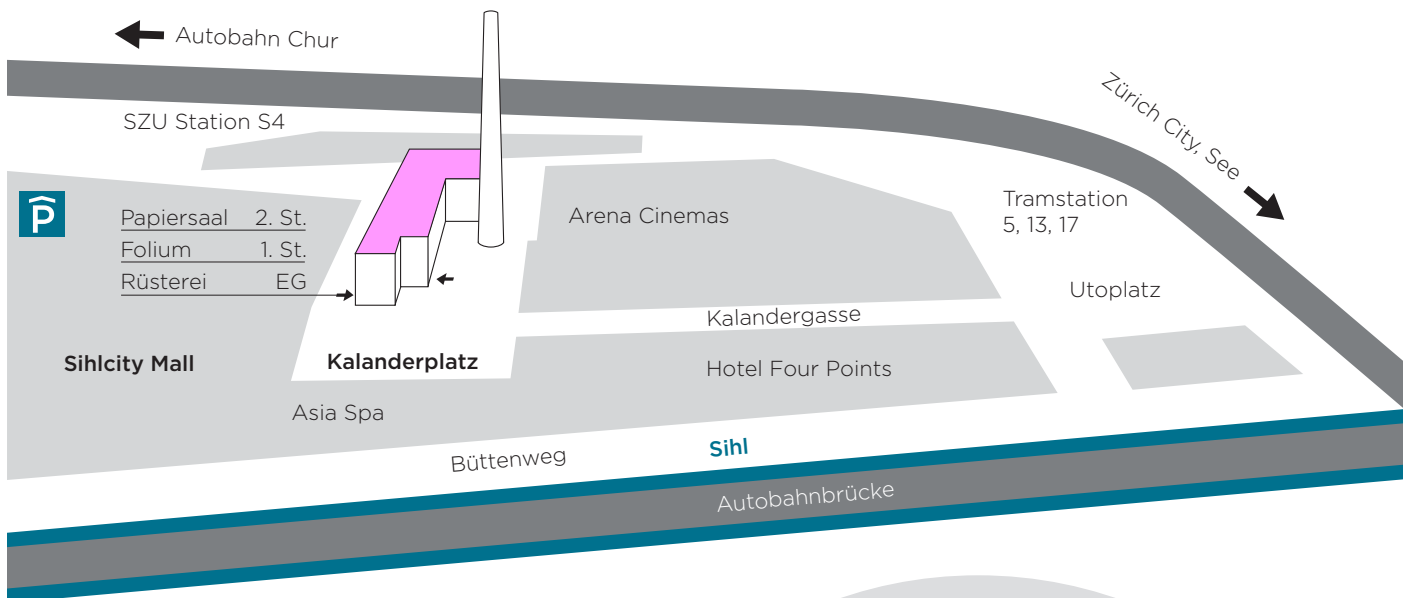 Autobahn Chur
Zürich City, See
SZU Station S4
P
Papiersaal 2. St.
Folium 1. St.
Rüsterei EG
Arena Cinemas
Tramstation
5, 13, 17
Utoplatz
Kalandergasse
Sihlcity Mall
Kalanderplatz
Hotel Four Points
Asia Spa
Büttenweg
Sihl
Autobahnbrücke